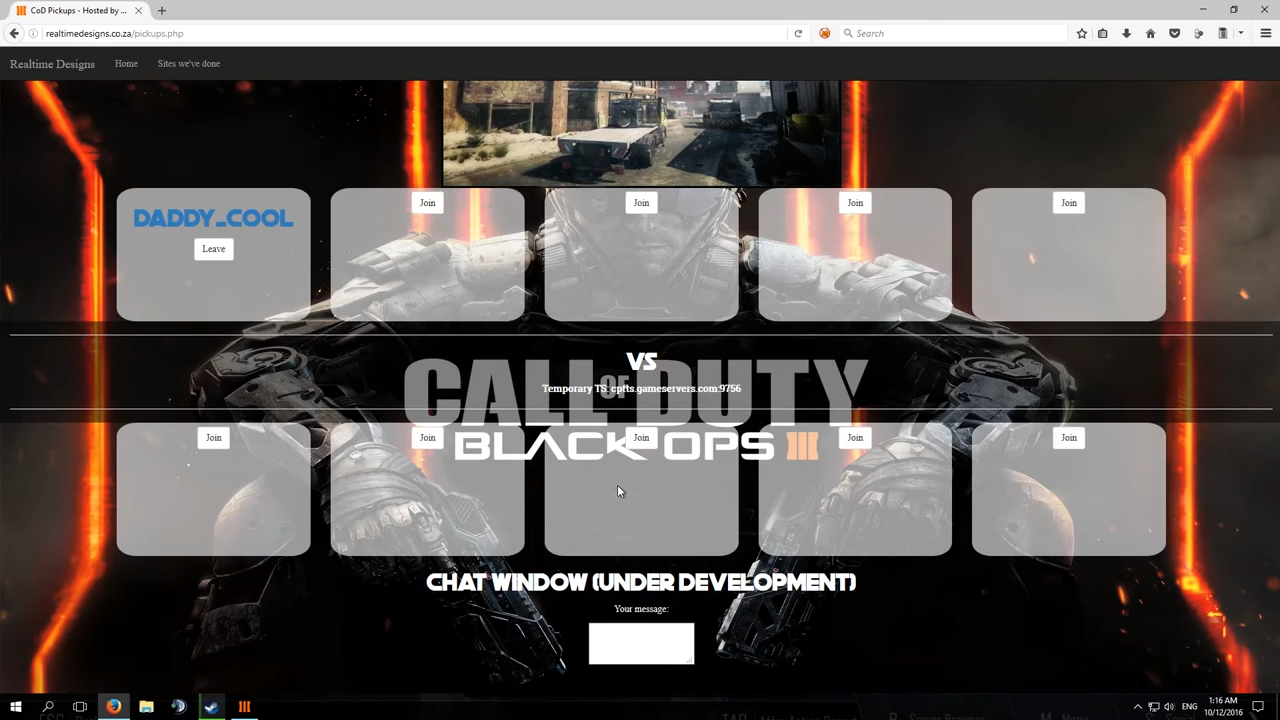 CoD Pickups - Hosted by ...
realtimedesigns.co.za/pickups.php
Search
Realtime Designs
Home
Sites we've done
DADDY_COOL
Leave
Join
Join
Join
Join
VS
CALL OF DUTY
Temporary TS: cpfts.gameservers.com:9756
Join
Join
Join
Join
Join
BLACK OPS III
CHAT WINDOW (UNDER DEVELOPMENT)
Your message:
ENG
1:16 AM
10/12/2016